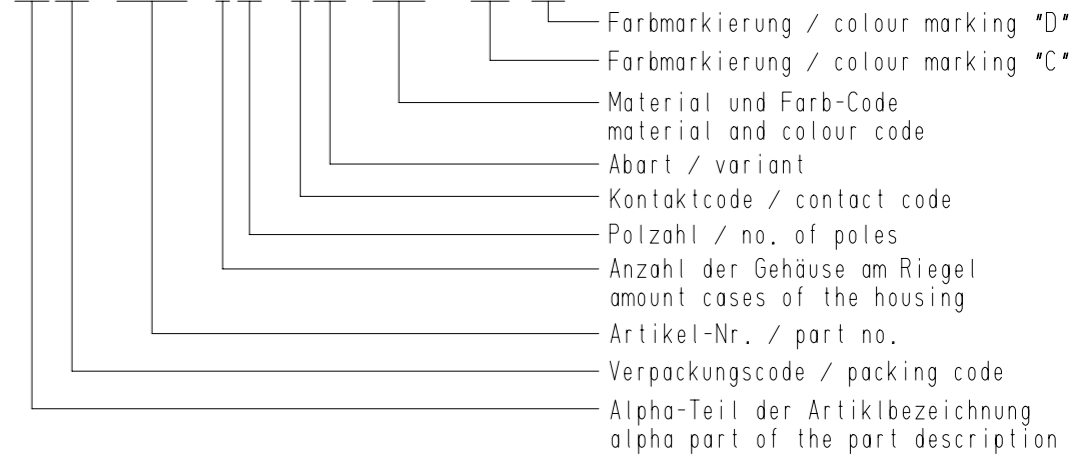 Farbmarkierung / colour marking "D"
Farbmarkierung / colour marking "C"
Material und Farb-Code
material and colour code
Abart / variant
Kontaktcode / contact code
Polzahl / no. of poles
Anzahl der Gehäuse am Riegel
amount cases of the housing
Artikel-Nr. / part no.
Verpackungscode / packing code
Alpha-Teil der Artiklbezeichnung
alpha part of the part description